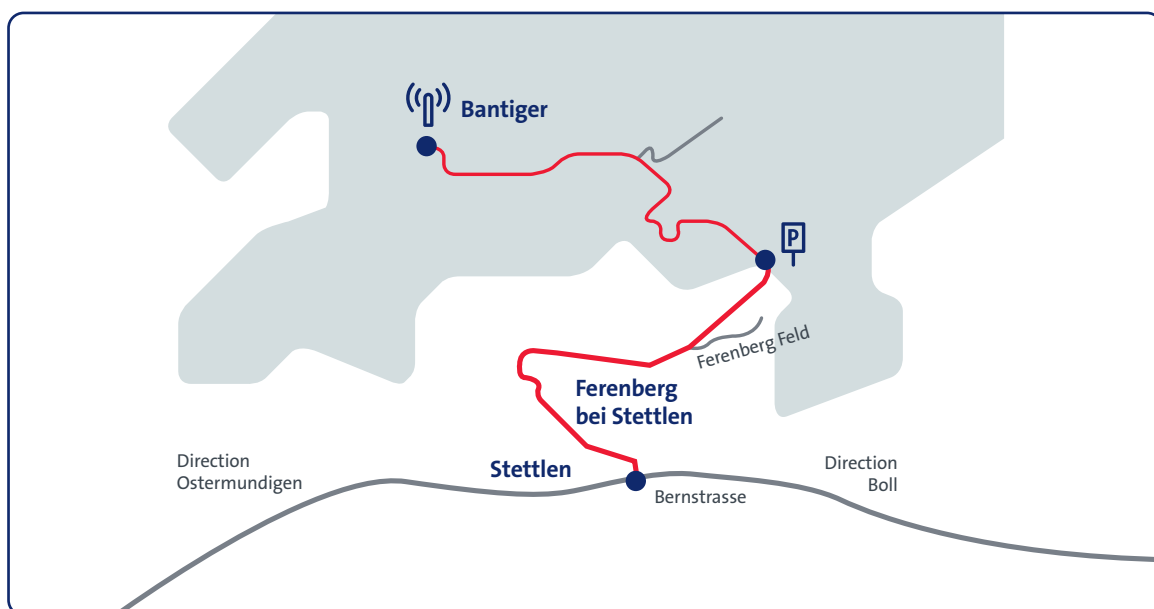 Bantiger
P
Ferenberg Feld
Ferenberg
bei Stettlen
Direction
Ostermundigen
Stettlen
Bernstrasse
Direction
Boll